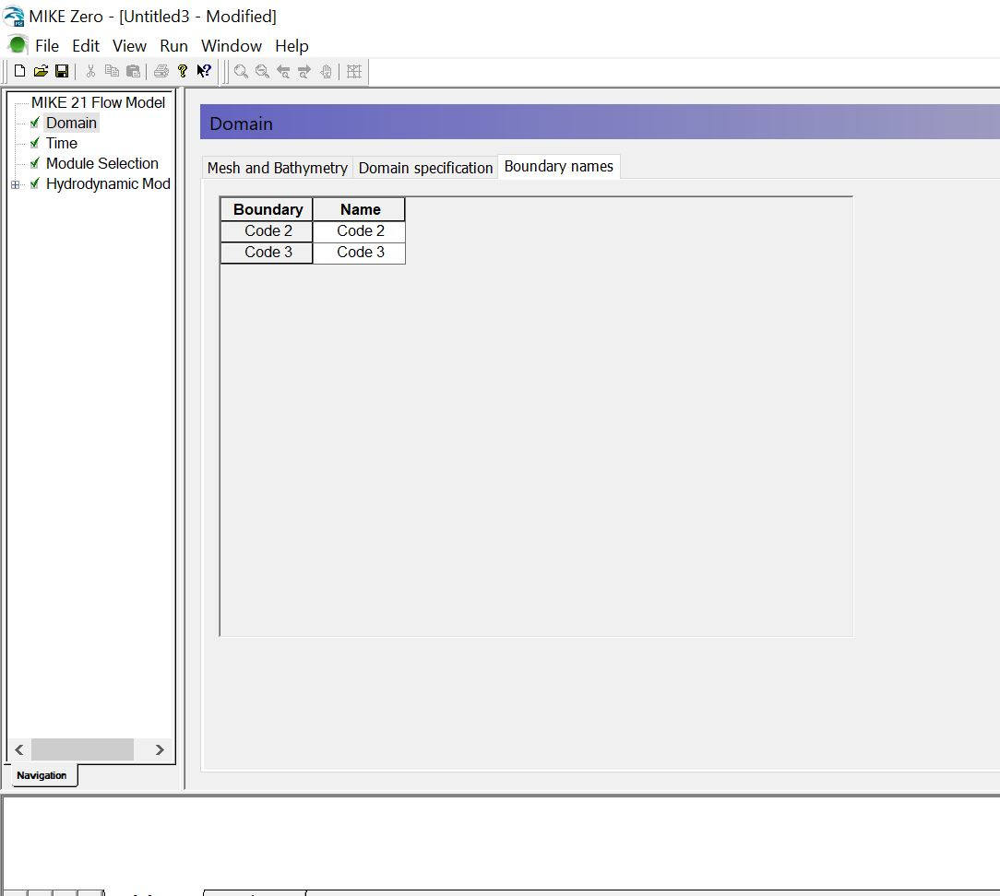 MIKE Zero - [Untitled3 - Modified]
File Edit View Run Window Help
MIKE 21 Flow Model
Domain
Time
Module Selection
Hydrodynamic Mod
Navigation
Domain
Mesh and Bathymetry Domain specification Boundary names
Boundary Name
Code 2 Code 2
Code 3 Code 3